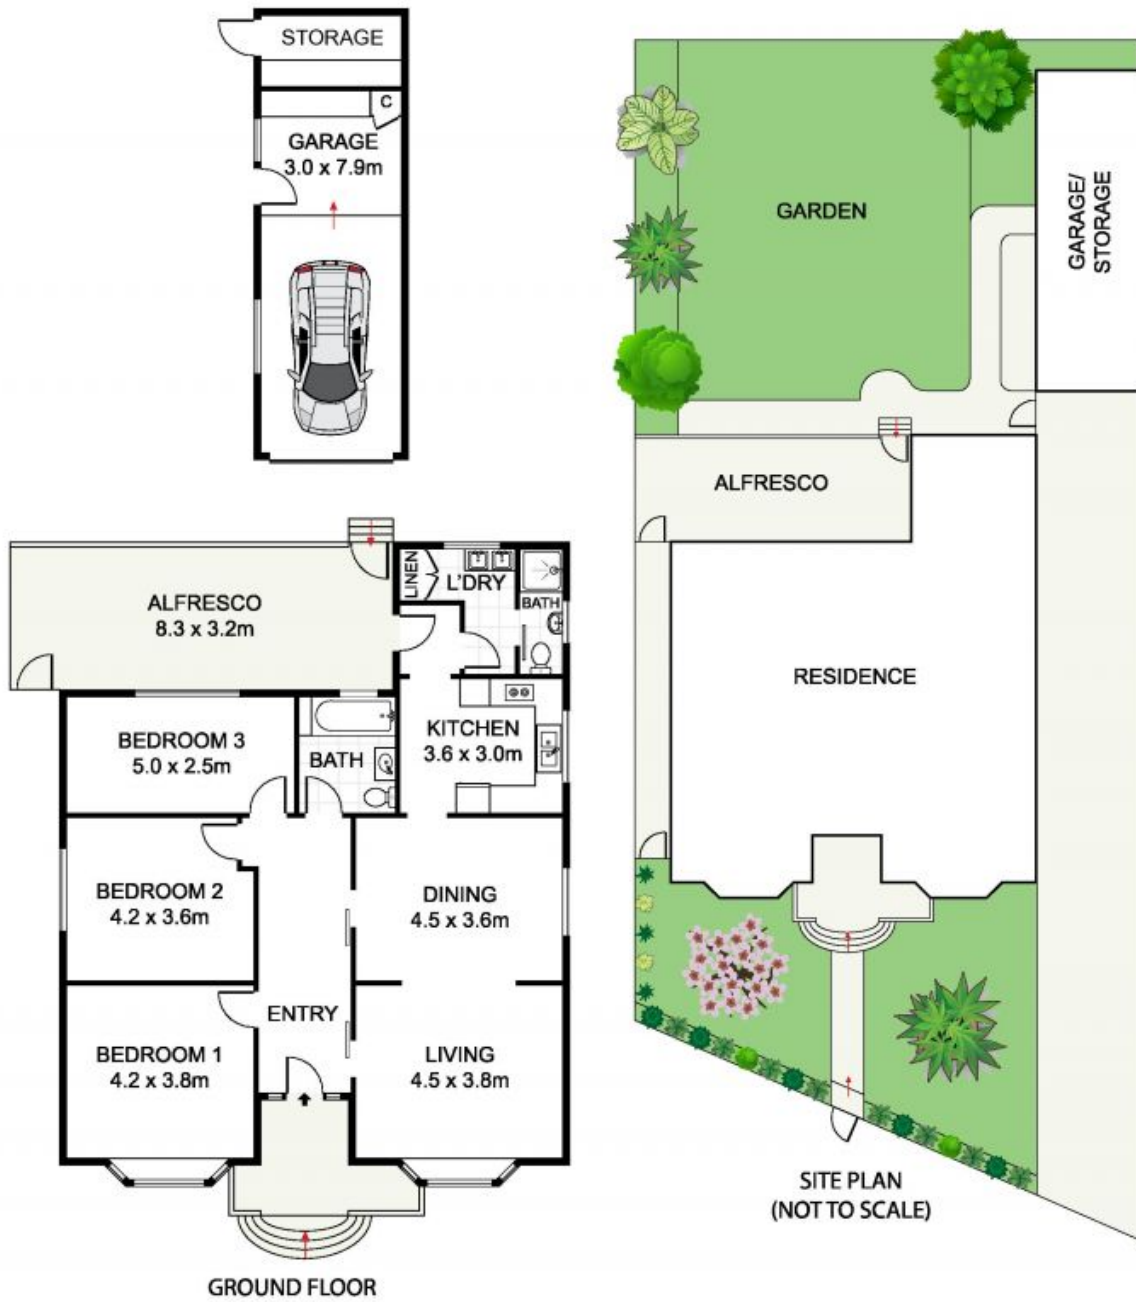 STORAGE
C
GARAGE
3.0 x 7.9m
GARDEN
GARAGE/
STORAGE
ALFRESCO
8.3 x 3.2m
LINEN
L'DRY
BATH
BEDROOM 3
5.0 x 2.5m
BATH
KITCHEN
3.6 x 3.0m
BEDROOM 2
4.2 x 3.6m
DINING
4.5 x 3.6m
ENTRY
BEDROOM 1
4.2 x 3.8m
LIVING
4.5 x 3.8m
GROUND FLOOR
ALFRESCO
RESIDENCE
SITE PLAN
(NOT TO SCALE)